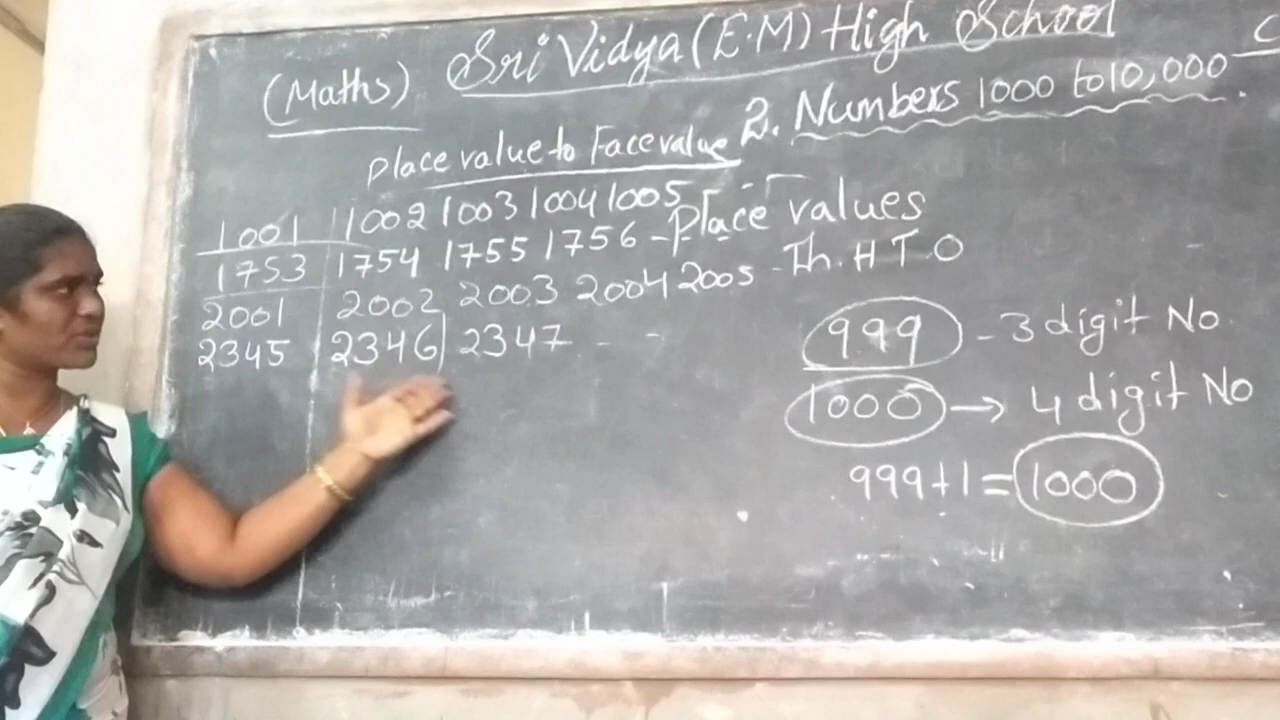 Sri Vidya (E.M) High School
(Maths)
2. Numbers 1000 to 10,000
Place value to Face value
1001 1002 1003 1004 1005
1753 1754 1755 1756 - Place values
2001 2002 2003 2004 2005 - Th. H T O
2345 2346 2347 - -
999 - 3 digit No.
1000 → 4 digit No
999+1=1000